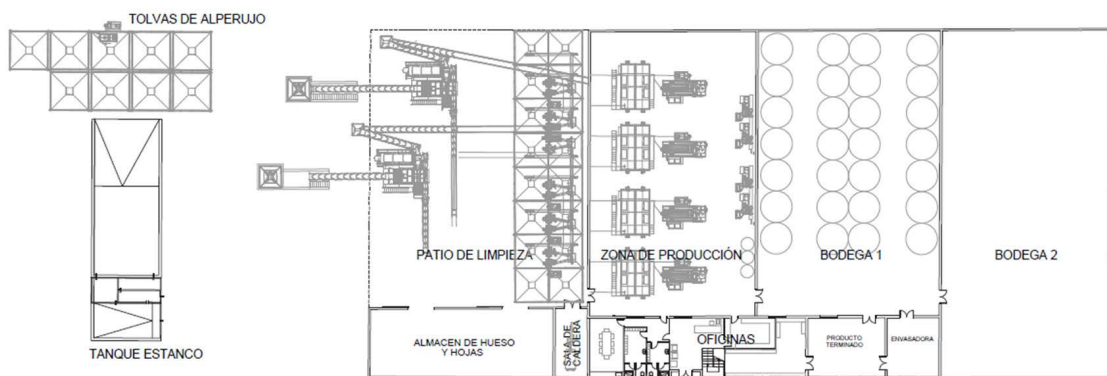 TOLVAS DE ALPERUJO
PATIO DE LIMPIEZA
ZONA DE PRODUCCIÓN
BODEGA 1
BODEGA 2
TANQUE ESTANCO
ALMACEN DE HUESO
Y HOJAS
SALA DE
CALDERA
OFICINAS
PRODUCTO
TERMINADO
ENVASADORA